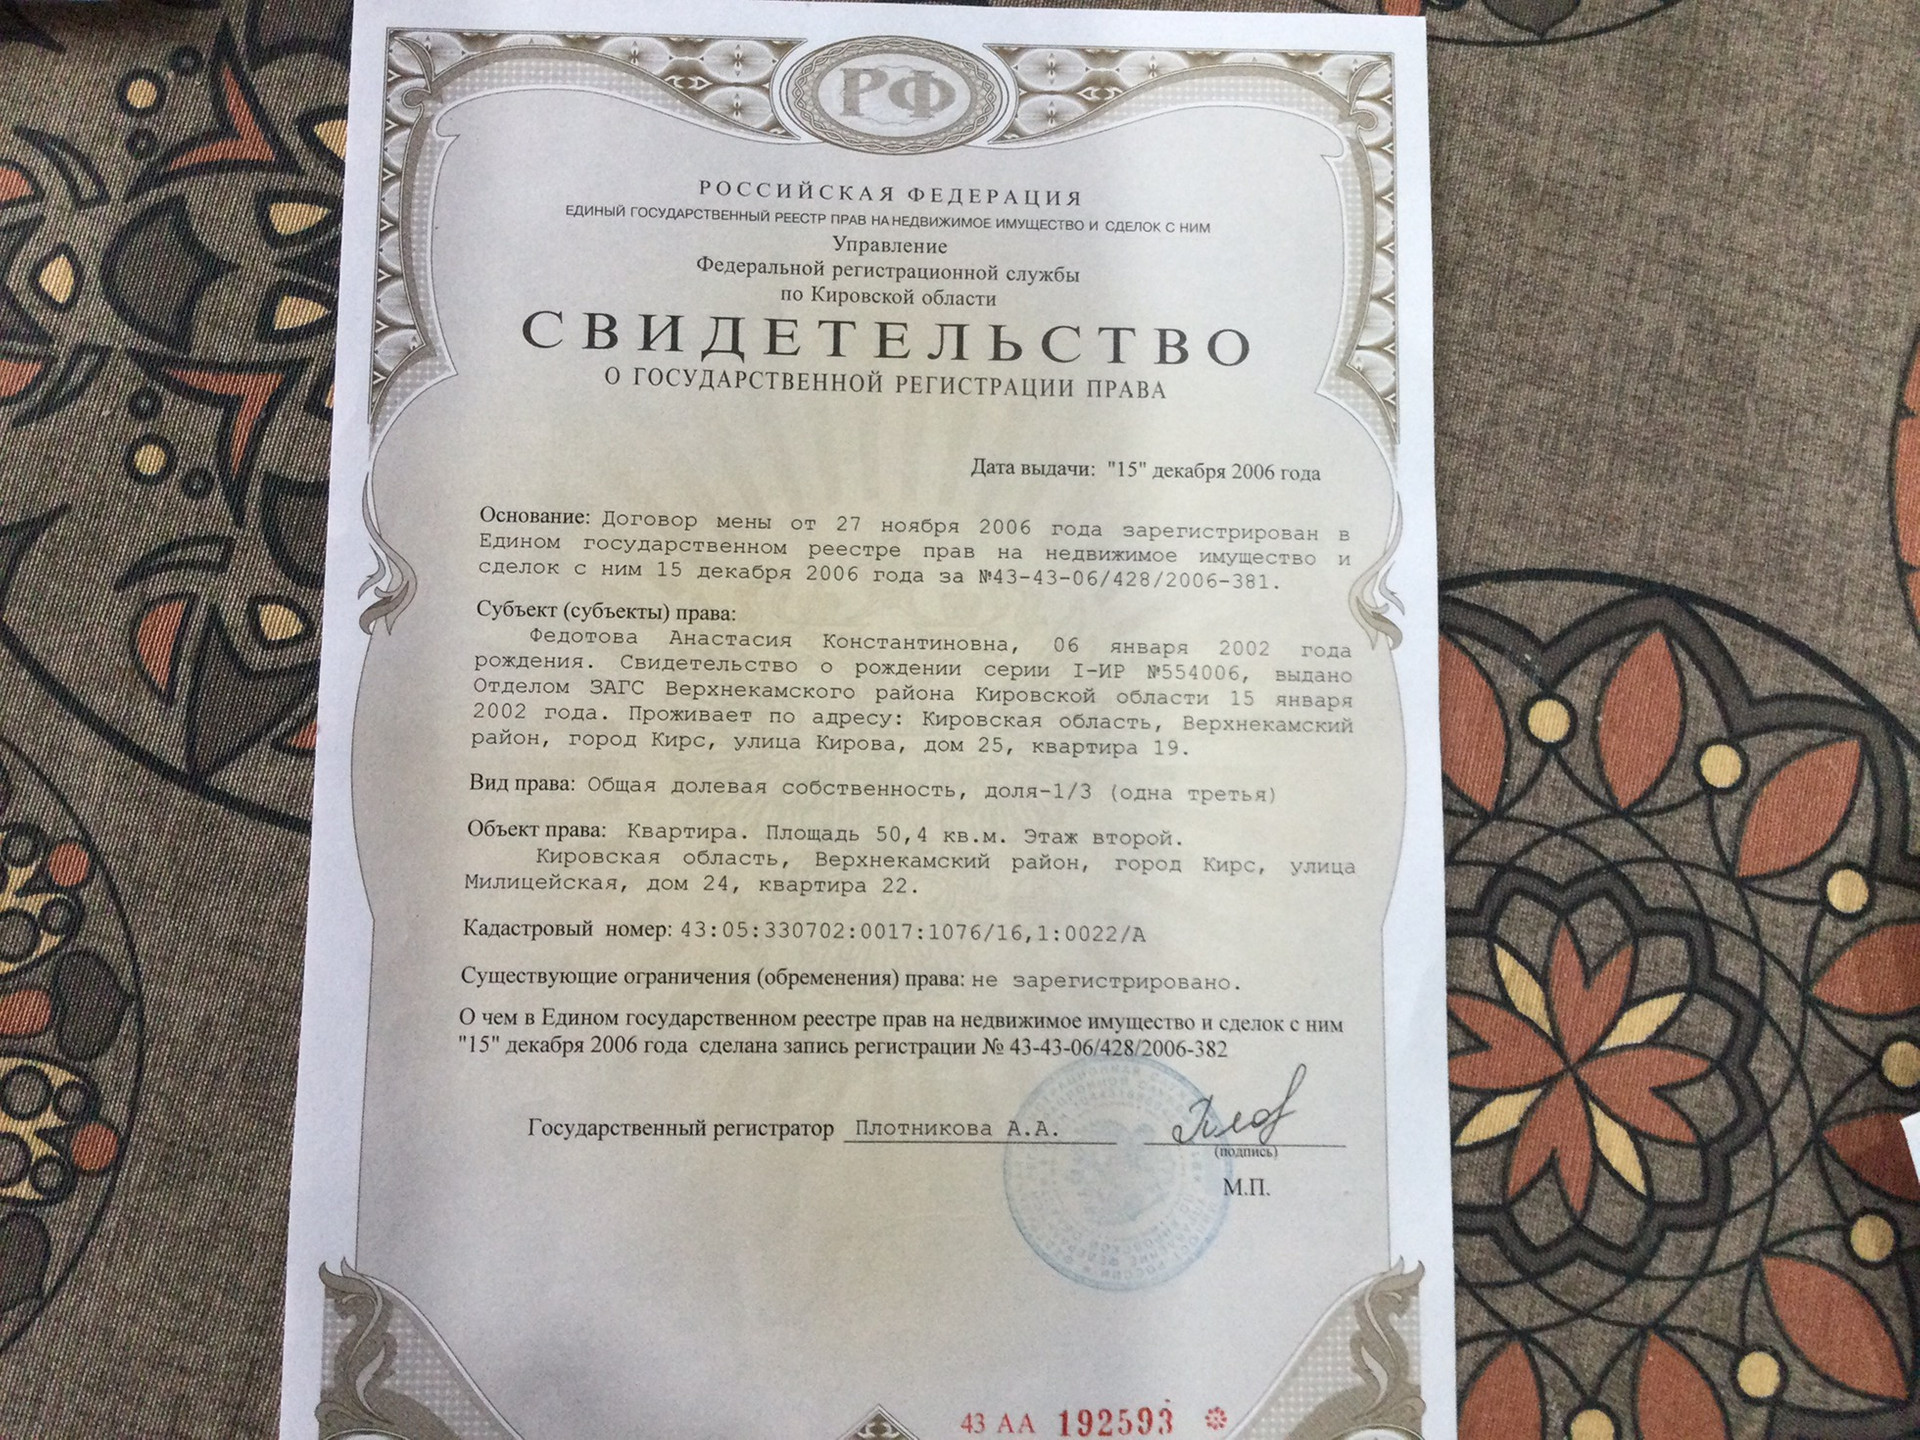 РФ
РОССИЙСКАЯ ФЕДЕРАЦИЯ
ЕДИНЫЙ ГОСУДАРСТВЕННЫЙ РЕЕСТР ПРАВ НА НЕДВИЖИМОЕ ИМУЩЕСТВО И СДЕЛОК С НИМ
Управление
Федеральной регистрационной службы
по Кировской области
СВИДЕТЕЛЬСТВО
О ГОСУДАРСТВЕННОЙ РЕГИСТРАЦИИ ПРАВА
Дата выдачи: "15" декабря 2006 года
Основание: Договор мены от 27 ноября 2006 года зарегистрирован в
Едином государственном реестре прав на недвижимое имущество и
сделок с ним 15 декабря 2006 года за №43-43-06/428/2006-381.
Субъект (субъекты) права:
Федотова Анастасия Константиновна, 06 января 2002 года
рождения. Свидетельство о рождении серии I-ИР №554006, выдано
Отделом ЗАГС Верхнекамского района Кировской области 15 января
2002 года. Проживает по адресу: Кировская область, Верхнекамский
район, город Кирс, улица Кирова, дом 25, квартира 19.
Вид права: Общая долевая собственность, доля-1/3 (одна третья)
Объект права: Квартира. Площадь 50,4 кв.м. Этаж второй.
Кировская область, Верхнекамский район, город Кирс, улица
Милицейская, дом 24, квартира 22.
Кадастровый номер: 43:05:330702:0017:1076/16,1:0022/А
Существующие ограничения (обременения) права: не зарегистрировано.
О чем в Едином государственном реестре прав на недвижимое имущество и сделок с ним
"15" декабря 2006 года сделана запись регистрации № 43-43-06/428/2006-382
Государственный регистратор Плотникова А.А.
(подпись)
М.П.
43 АА 192593